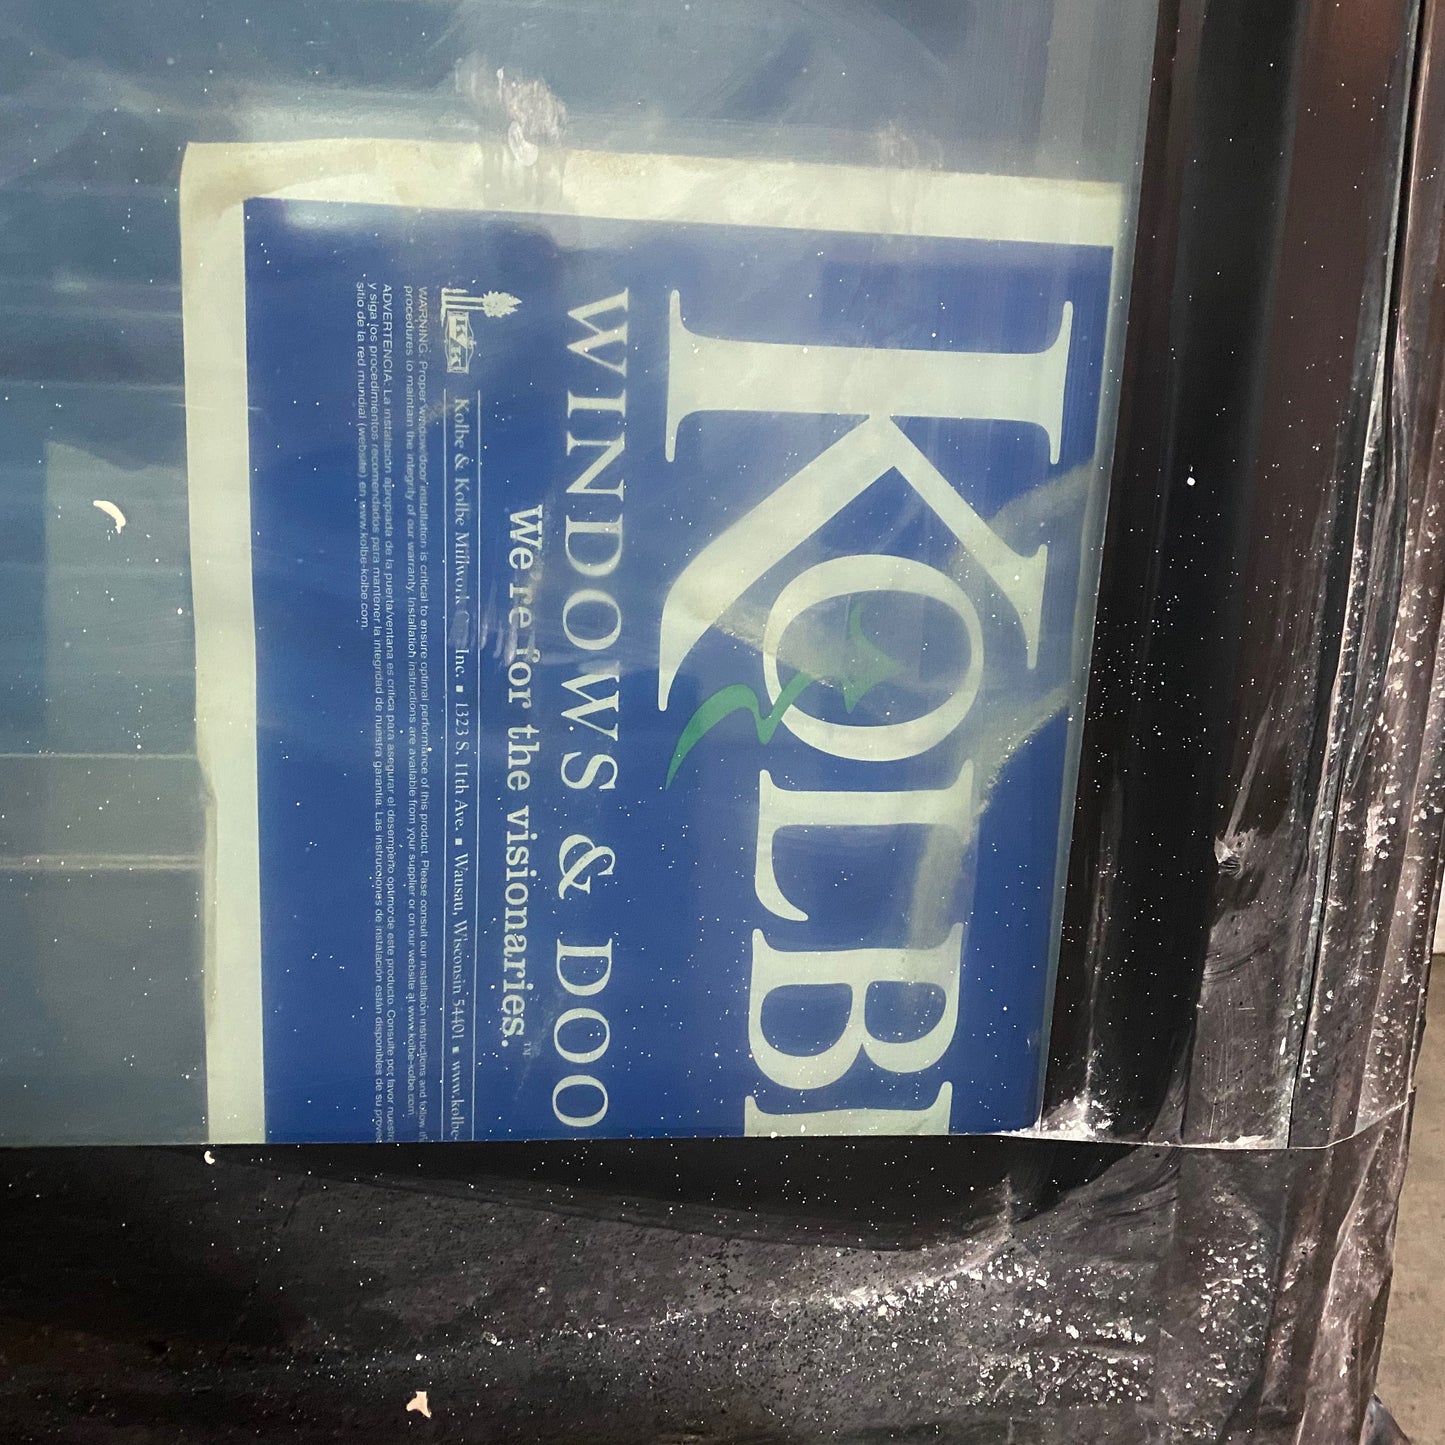 KOLBE
WINDOWS & DOO
We're for the visionaries.™
K&K
Kolbe & Kolbe Millwork Co., Inc. ▪ 1323 S. 11th Ave. ▪ Wausau, Wisconsin 54401 ▪ www.kolbe-
WARNING: Proper window/door installation is critical to ensure optimal performance of this product. Please consult our installation instructions and follow
procedures to maintain the integrity of our warranty. Installation instructions are available from your supplier or on our website at www.kolbe-kolbe.com.
ADVERTENCIA: La instalación apropiada de la puerta/ventana es crítica para asegurar el desempeño optimo de este producto. Consulte por favor
y siga los procedimientos recomendados para mantener la integridad de nuestra garantía. Las instrucciones de instalación están disponibles de su
sitio de la red mundial (website) en www.kolbe-kolbe.com.